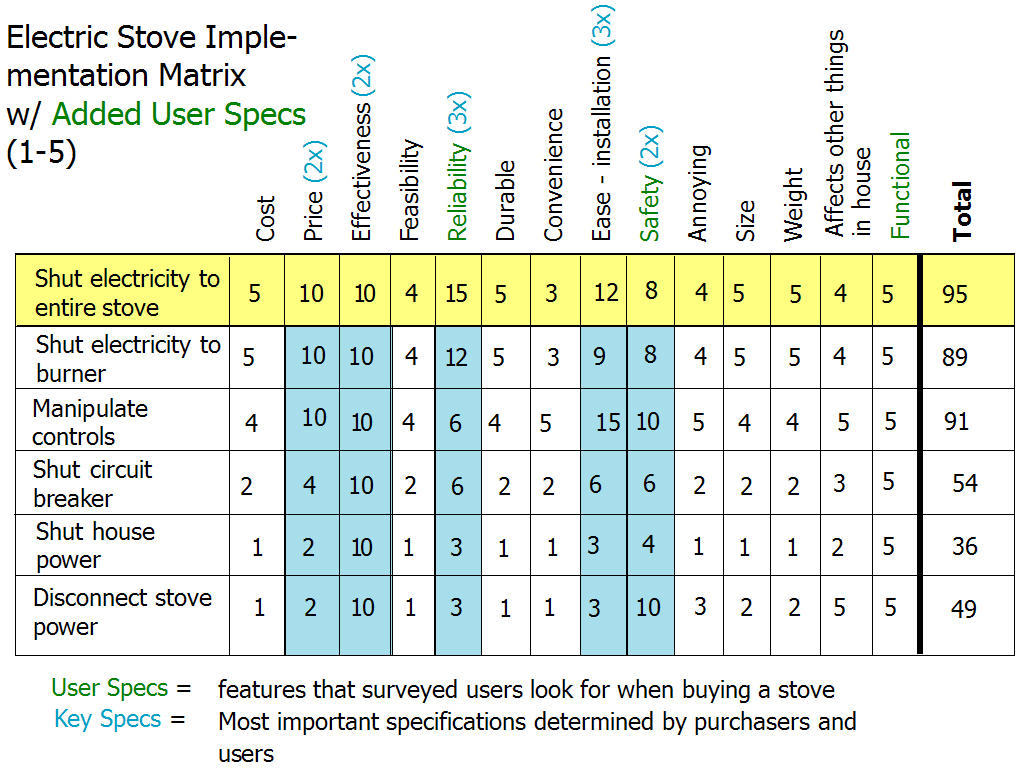 Electric Stove Imple-
mentation Matrix
w/ Added User Specs
(1-5)
Cost
Price (2x)
Effectiveness (2x)
Feasibility
Reliability (3x)
Durable
Convenience
Ease - installation (3x)
Safety (2x)
Annoying
Size
Weight
Affects other things
in house
Functional
Total
Shut electricity to
entire stove
5 10 10 4 15 5 3 12 8 4 5 5 4 5 95
Shut electricity to
burner
5 10 10 4 12 5 3 9 8 4 5 5 4 5 89
Manipulate
controls
4 10 10 4 6 4 5 15 10 5 4 4 5 5 91
Shut circuit
breaker
2 4 10 2 6 2 2 6 6 2 2 2 3 5 54
Shut house
power
1 2 10 1 3 1 1 3 4 1 1 1 2 5 36
Disconnect stove
power
1 2 10 1 3 1 1 3 10 3 2 2 5 5 49
User Specs = features that surveyed users look for when buying a stove
Key Specs = Most important specifications determined by purchasers and
users